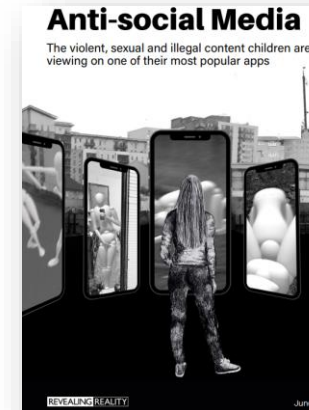 Anti-social Media
The violent, sexual and illegal content children are
viewing on one of their most popular apps
REVEALING REALITY